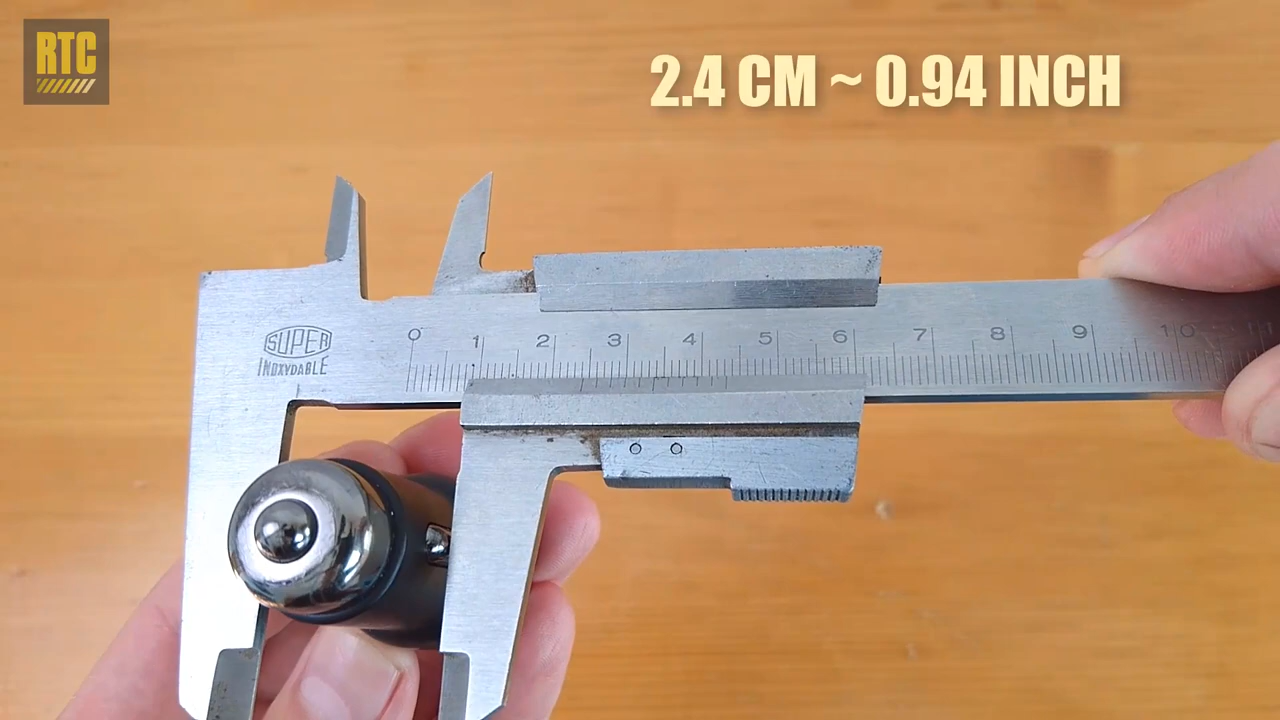 RTC
2.4 CM ~ 0.94 INCH
SUPER
INOXYDABLE
0 1 2 3 4 5 6 7 8 9 10